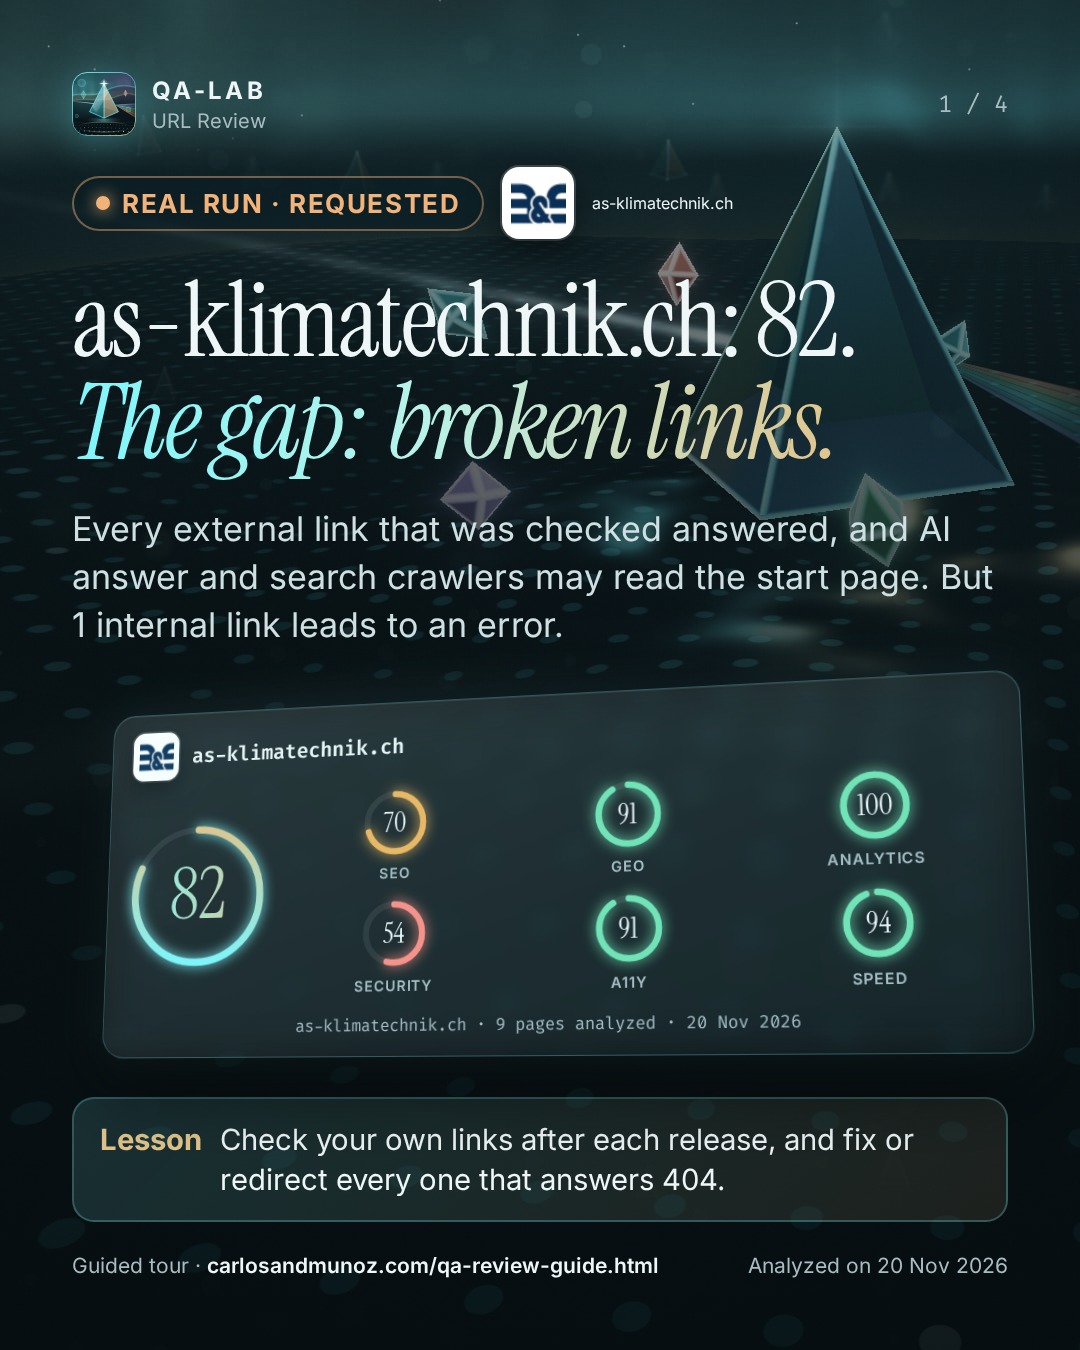 QA-LAB
URL Review
1 / 4
REAL RUN · REQUESTED
as-klimatechnik.ch
as-klimatechnik.ch: 82.
The gap: broken links.
Every external link that was checked answered, and AI
answer and search crawlers may read the start page. But
1 internal link leads to an error.
as-klimatechnik.ch
82
70
SEO
91
GEO
100
ANALYTICS
54
SECURITY
91
A11Y
94
SPEED
as-klimatechnik.ch · 9 pages analyzed · 20 Nov 2026
Lesson Check your own links after each release, and fix or
redirect every one that answers 404.
Guided tour · carlosandmunoz.com/qa-review-guide.html
Analyzed on 20 Nov 2026